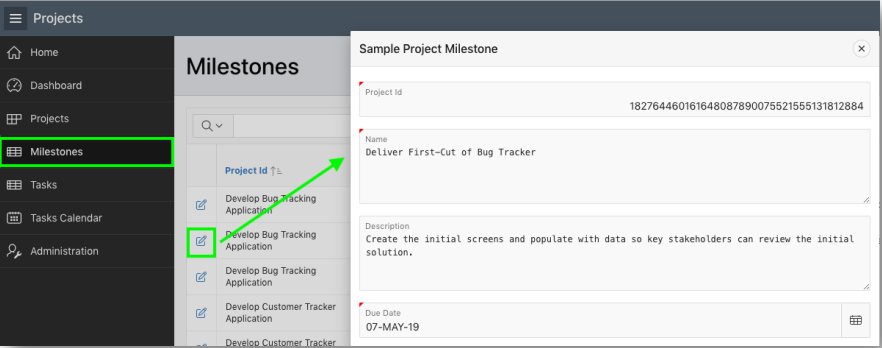 Projects
Home
Dashboard
Projects
Milestones
Tasks
Tasks Calendar
Administration
Milestones
Project Id
Develop Bug Tracking
Application
Develop Bug Tracking
Application
Develop Bug Tracking
Application
Develop Customer Tracker
Application
Develop Customer Tracker
Sample Project Milestone
Project Id
182764460161648087890075521555131812884
Name
Deliver First-Cut of Bug Tracker
Description
Create the initial screens and populate with data so key stakeholders can review the initial
solution.
Due Date
07-MAY-19